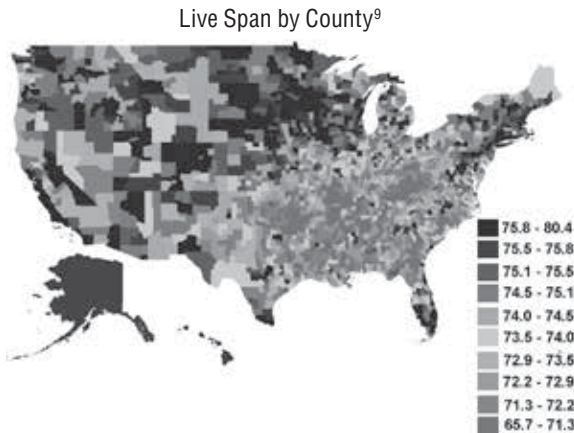 Live Span by County⁹
75.8 - 80.4
75.5 - 75.8
75.1 - 75.5
74.5 - 75.1
74.0 - 74.5
73.5 - 74.0
72.9 - 73.5
72.2 - 72.9
71.3 - 72.2
65.7 - 71.3